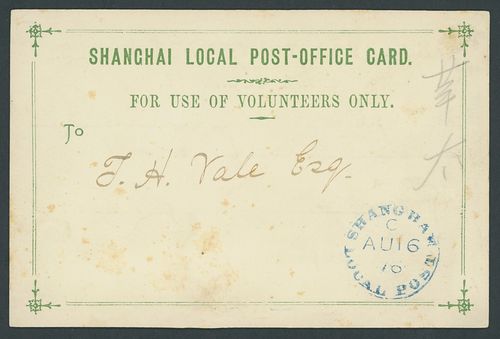 SHANGHAI LOCAL POST-OFFICE CARD.
FOR USE OF VOLUNTEERS ONLY.
To
T. H. Vale Esq.
SHANGHAI
C
AU16
76
LOCAL POST